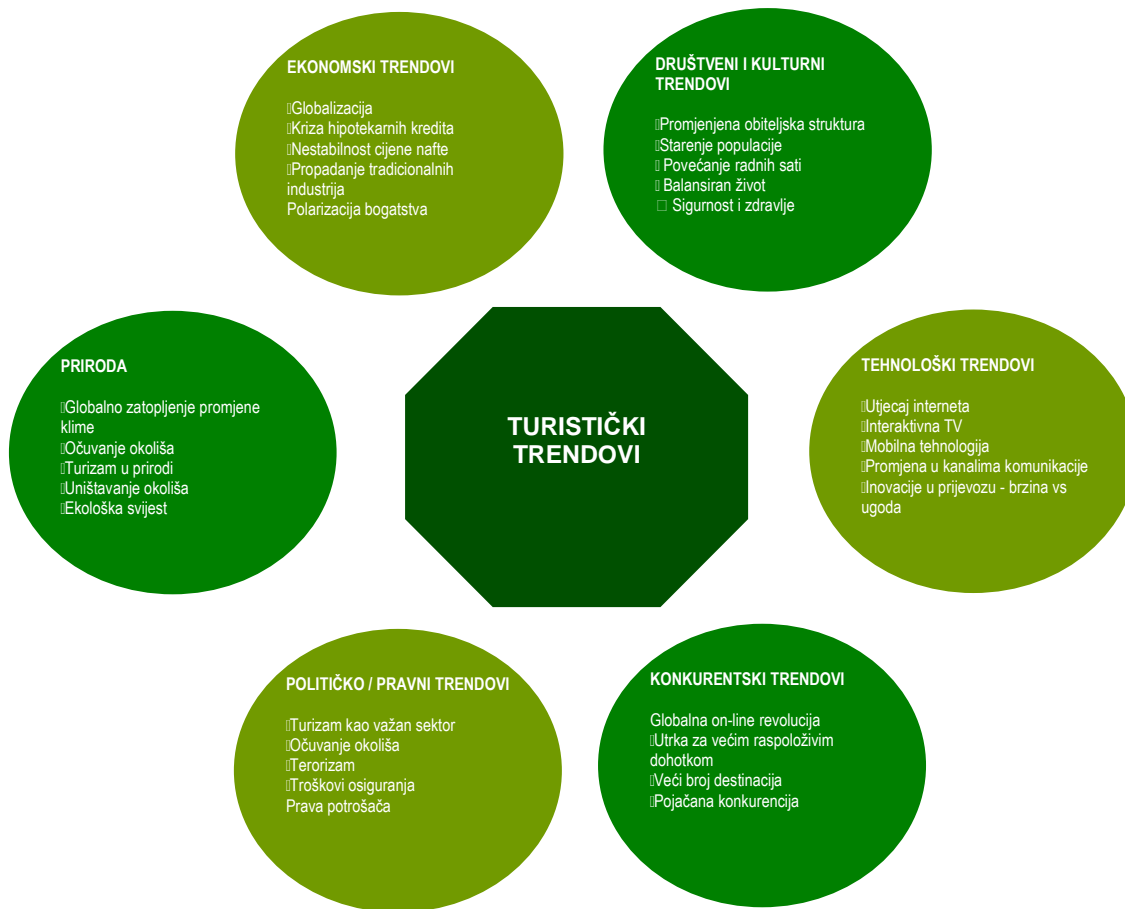 EKONOMSKI TRENDOVI
Globalizacija
Kriza hipotekarnih kredita
Nestabilnost cijene nafte
Propadanje tradicionalnih
industrija
Polarizacija bogatstva
DRUŠTVENI I KULTURNI
TRENDOVI
Promjenjena obiteljska struktura
Starenje populacije
Povećanje radnih sati
Balansiran život
Sigurnost i zdravlje
PRIRODA
Globalno zatopljenje promjene
klime
Očuvanje okoliša
Turizam u prirodi
Uništavanje okoliša
Ekološka svijest
TURISTIČKI
TRENDOVI
TEHNOLOŠKI TRENDOVI
Utjecaj interneta
Interaktivna TV
Mobilna tehnologija
Promjena u kanalima komunikacije
Inovacije u prijevozu - brzina vs
ugoda
POLITIČKO / PRAVNI TRENDOVI
Turizam kao važan sektor
Očuvanje okoliša
Terorizam
Troškovi osiguranja
Prava potrošača
KONKURENTSKI TRENDOVI
Globalna on-line revolucija
Utrka za većim raspoloživim
dohotkom
Veći broj destinacija
Pojačana konkurencija